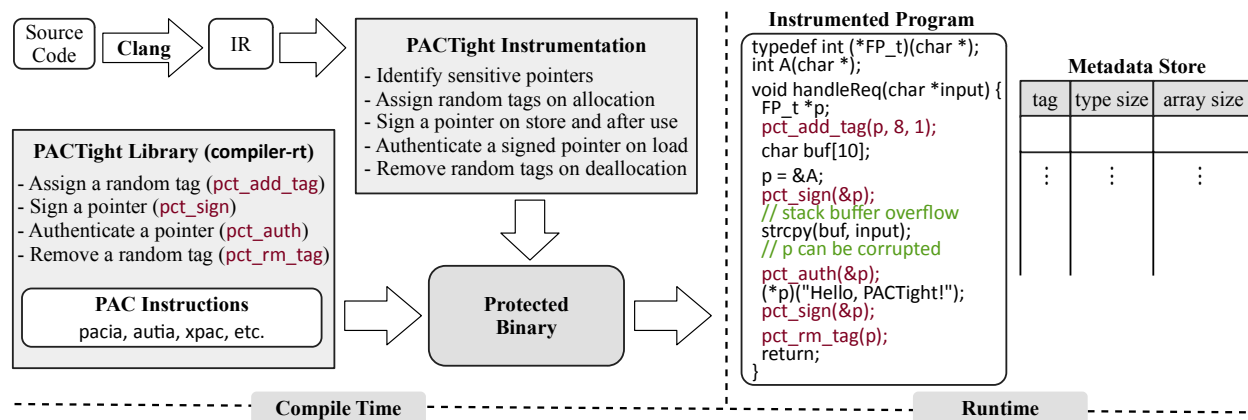 Source
Code
Clang
IR
PACTight Instrumentation
- Identify sensitive pointers
- Assign random tags on allocation
- Sign a pointer on store and after use
- Authenticate a signed pointer on load
- Remove random tags on deallocation
PACTight Library (compiler-rt)
- Assign a random tag (pct_add_tag)
- Sign a pointer (pct_sign)
- Authenticate a pointer (pct_auth)
- Remove a random tag (pct_rm_tag)
PAC Instructions
pacia, autia, xpac, etc.
Protected
Binary
Compile Time
Instrumented Program
typedef int (*FP_t)(char *);
int A(char *);
void handleReq(char *input) {
FP_t *p;
pct_add_tag(p, 8, 1);
char buf[10];
p = &A;
pct_sign(&p);
// stack buffer overflow
strcpy(buf, input);
// p can be corrupted
pct_auth(&p);
(*p)("Hello, PACTight!");
pct_sign(&p);
pct_rm_tag(p);
return;
}
Metadata Store
tag type size array size
⋮ ⋮ ⋮
Runtime